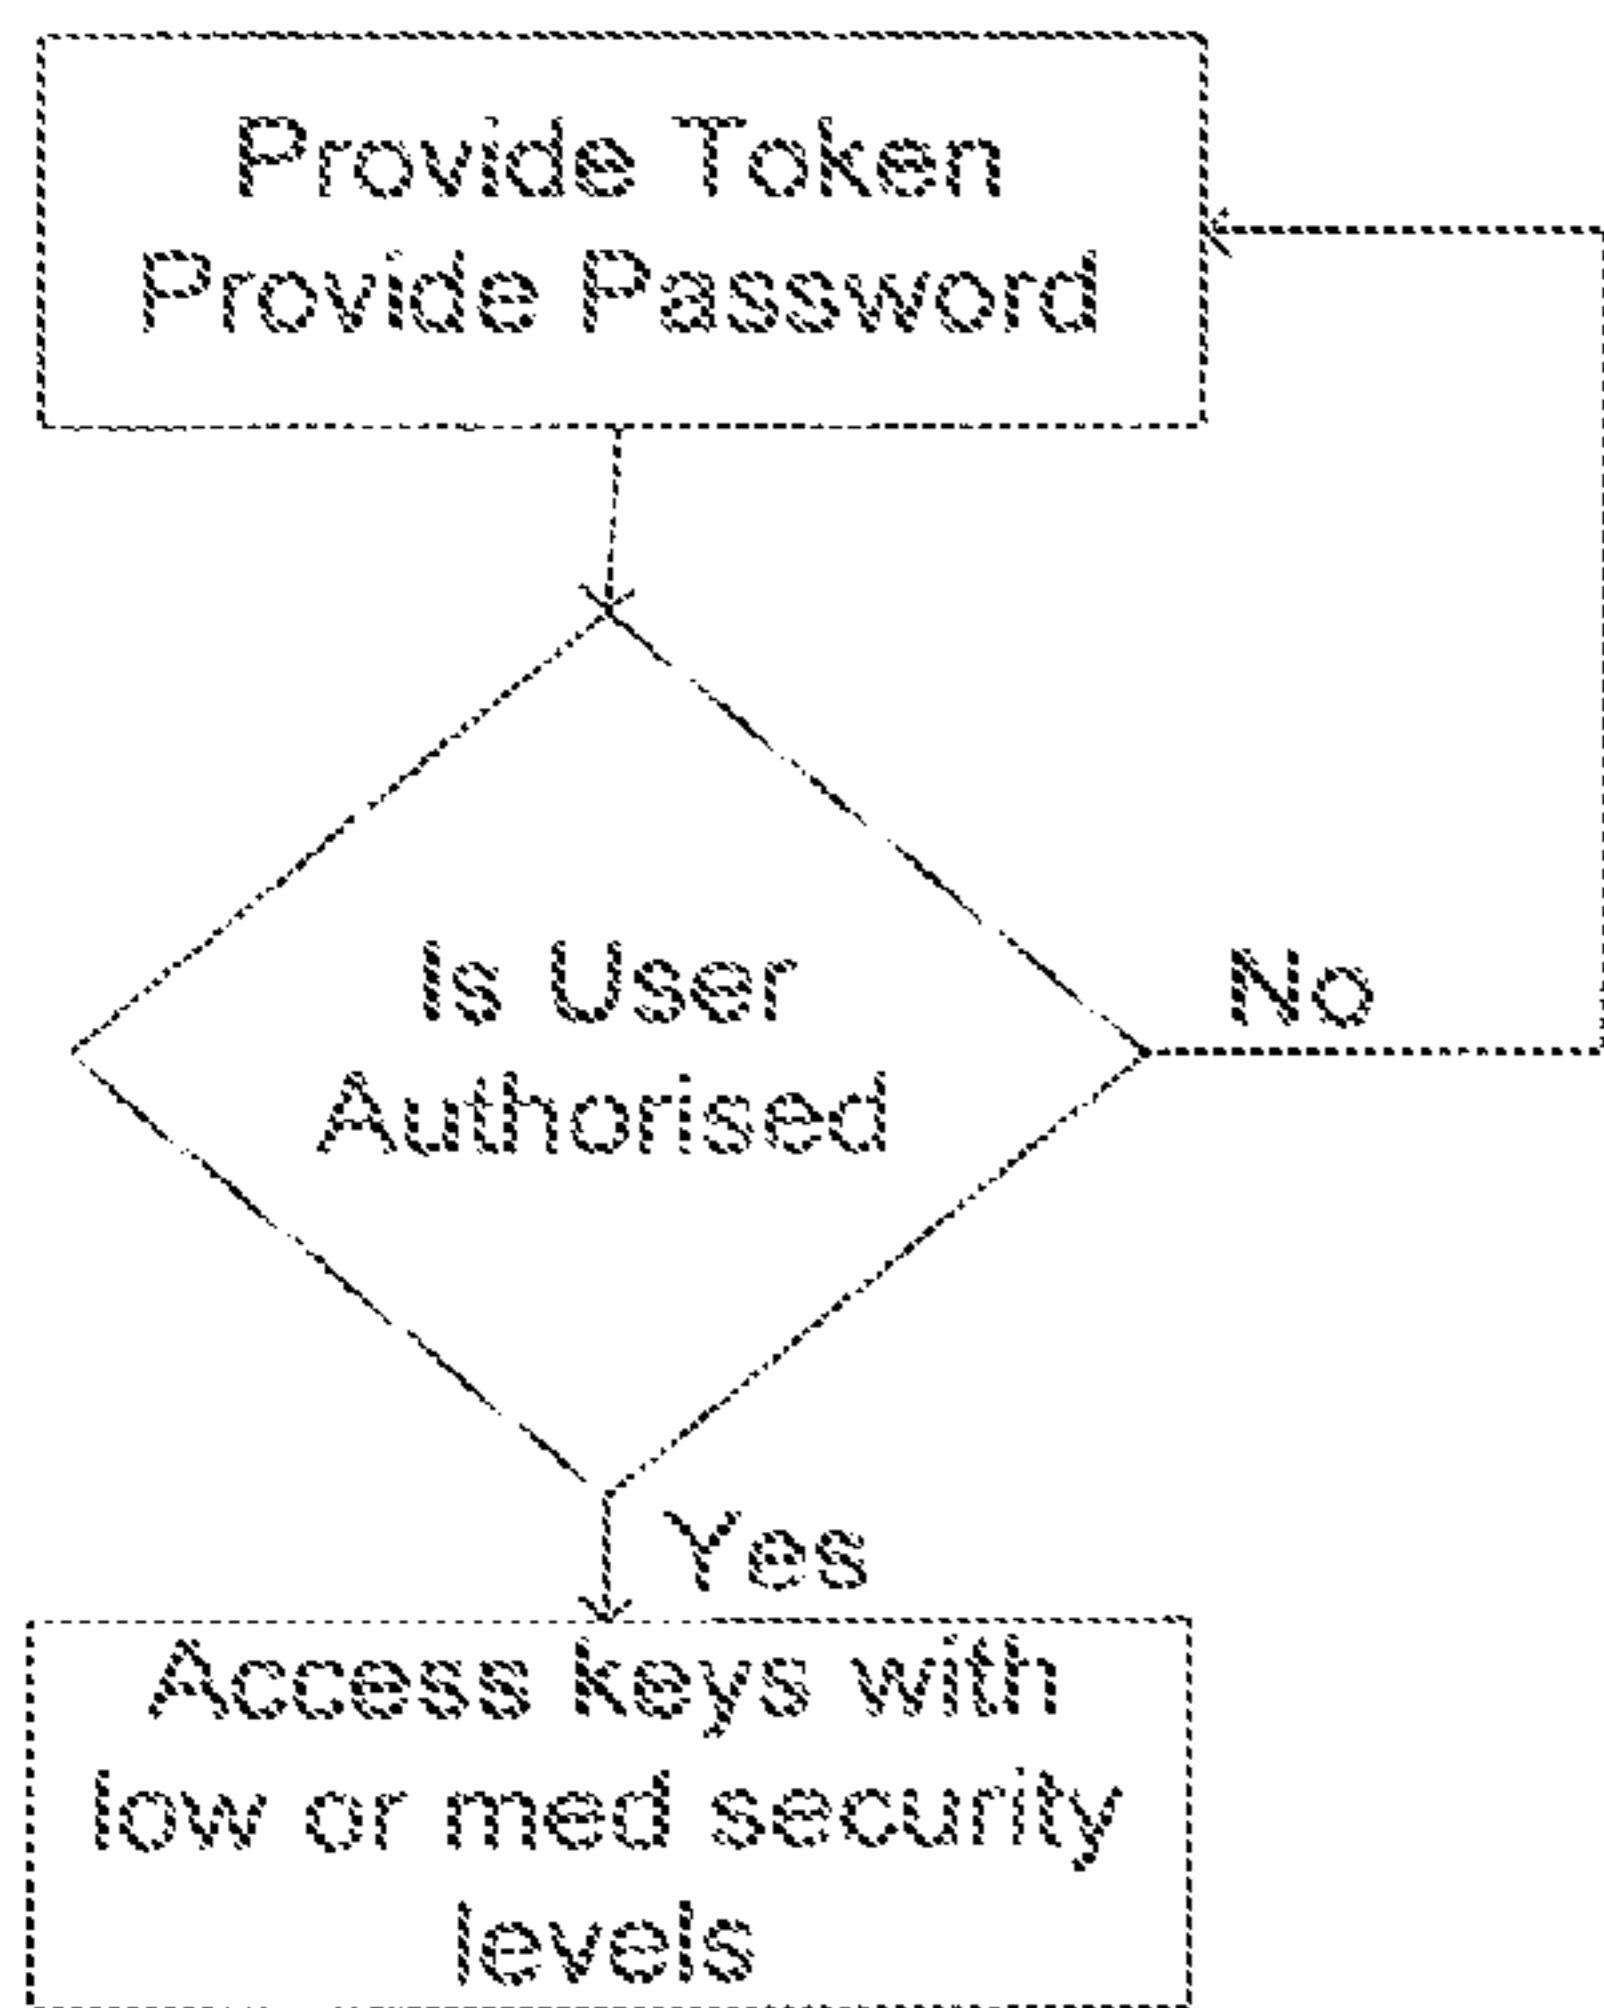 Provide Token
Provide Password
Is User
Authorised
No
Yes
Access keys with
low or med security
levels